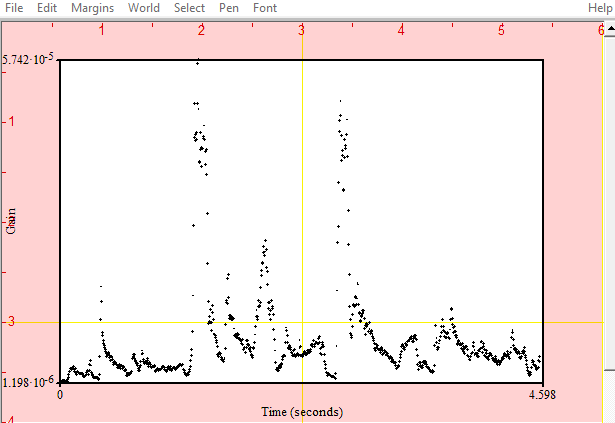 File Edit Margins World Select Pen Font Help
1 2 3 4 5 6
5.742·10⁻⁵
1
Gain
3
1.198·10⁻⁶
0 4.598
Time (seconds)
4